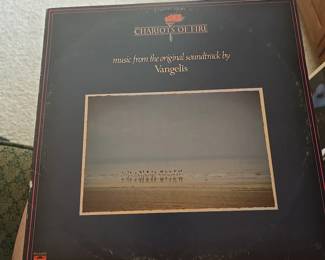 CHARIOTS OF FIRE
music from the original soundtrack by
Vangelis